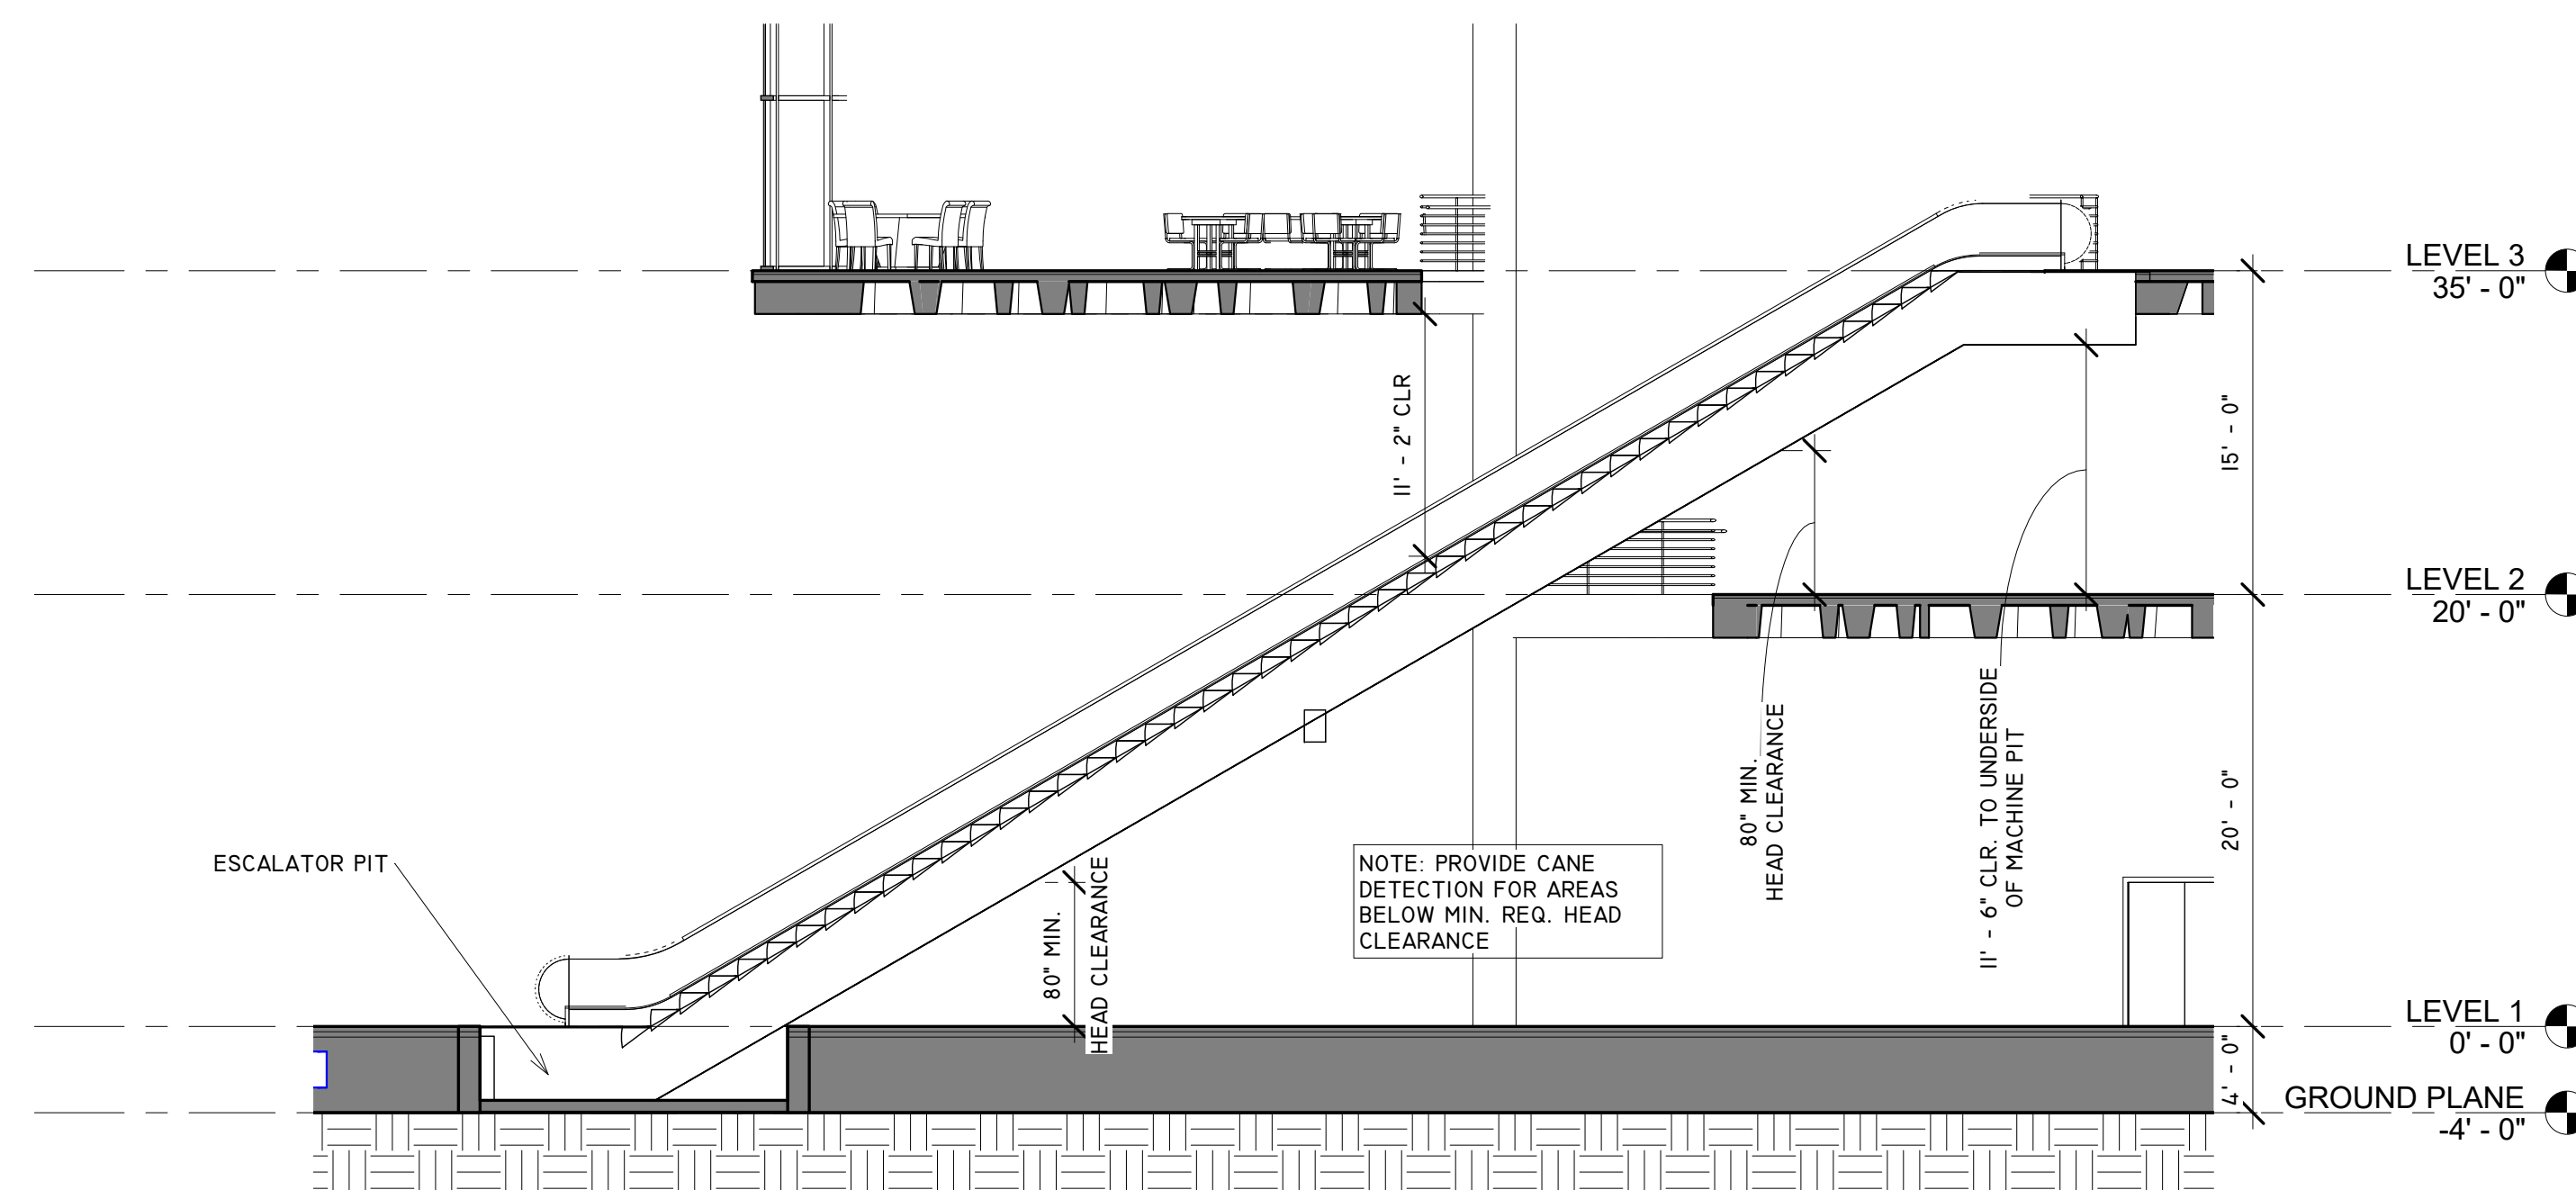 LEVEL 3
35' - 0"
11' - 2" CLR
15' - 0"
LEVEL 2
20' - 0"
80" MIN.
HEAD CLEARANCE
11' - 6" CLR. TO UNDERSIDE
OF MACHINE PIT
20' - 0"
ESCALATOR PIT
80" MIN.
HEAD CLEARANCE
NOTE: PROVIDE CANE
DETECTION FOR AREAS
BELOW MIN. REQ. HEAD
CLEARANCE
LEVEL 1
0' - 0"
4' - 0"
GROUND PLANE
-4' - 0"